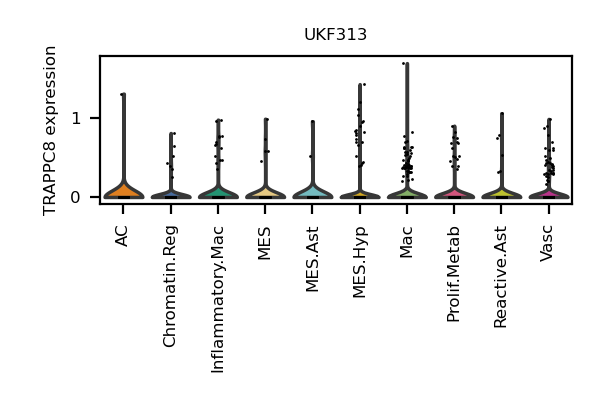 UKF313
TRAPPC8 expression
1
0
AC
Chromatin.Reg
Inflammatory.Mac
MES
MES.Ast
MES.Hyp
Mac
Prolif.Metab
Reactive.Ast
Vasc